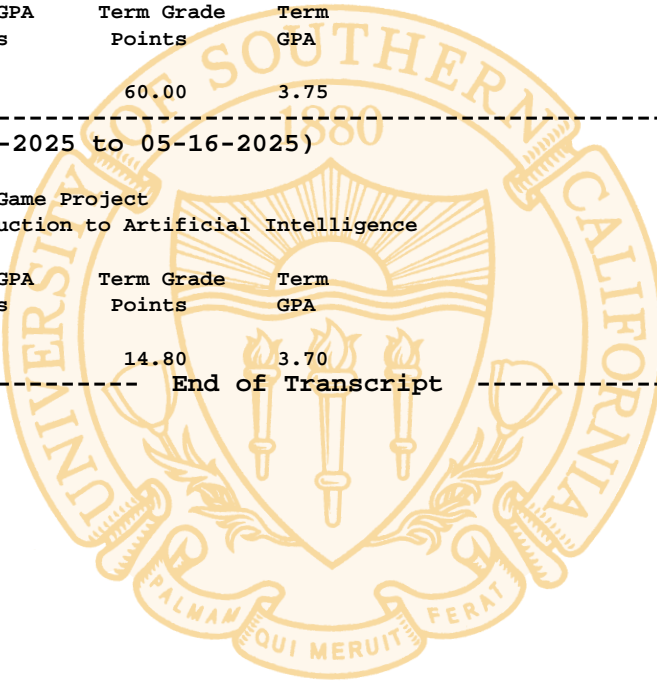 GPA Term Grade Term
s Points GPA
60.00 3.75
-2025 to 05-16-2025)
Game Project
uction to Artificial Intelligence
GPA Term Grade Term
s Points GPA
14.80 3.70
---------- End of Transcript ----------
UNIVERSITY OF SOUTHERN CALIFORNIA
1880
PALMAM QUI MERUIT FERAT